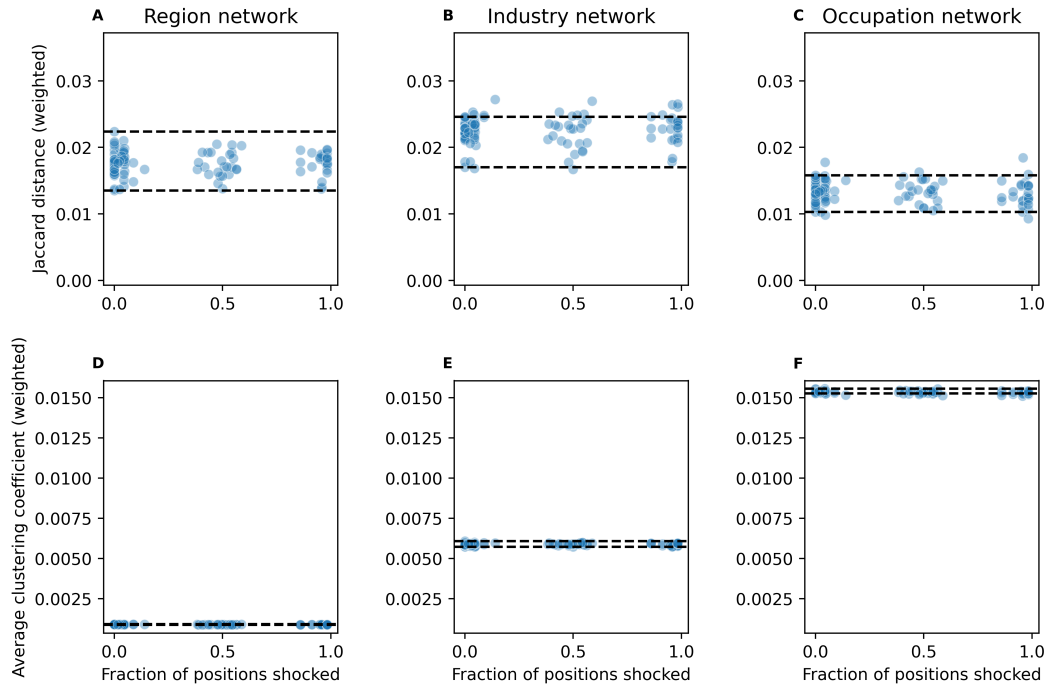 A Region network
B Industry network
C Occupation network
Jaccard distance (weighted)
0.03
0.02
0.01
0.00
0.0 0.5 1.0
0.03
0.02
0.01
0.00
0.0 0.5 1.0
0.03
0.02
0.01
0.00
0.0 0.5 1.0
D
E
F
Average clustering coefficient (weighted)
0.0150
0.0125
0.0100
0.0075
0.0050
0.0025
0.0 0.5 1.0
Fraction of positions shocked
0.0150
0.0125
0.0100
0.0075
0.0050
0.0025
0.0 0.5 1.0
Fraction of positions shocked
0.0150
0.0125
0.0100
0.0075
0.0050
0.0025
0.0 0.5 1.0
Fraction of positions shocked